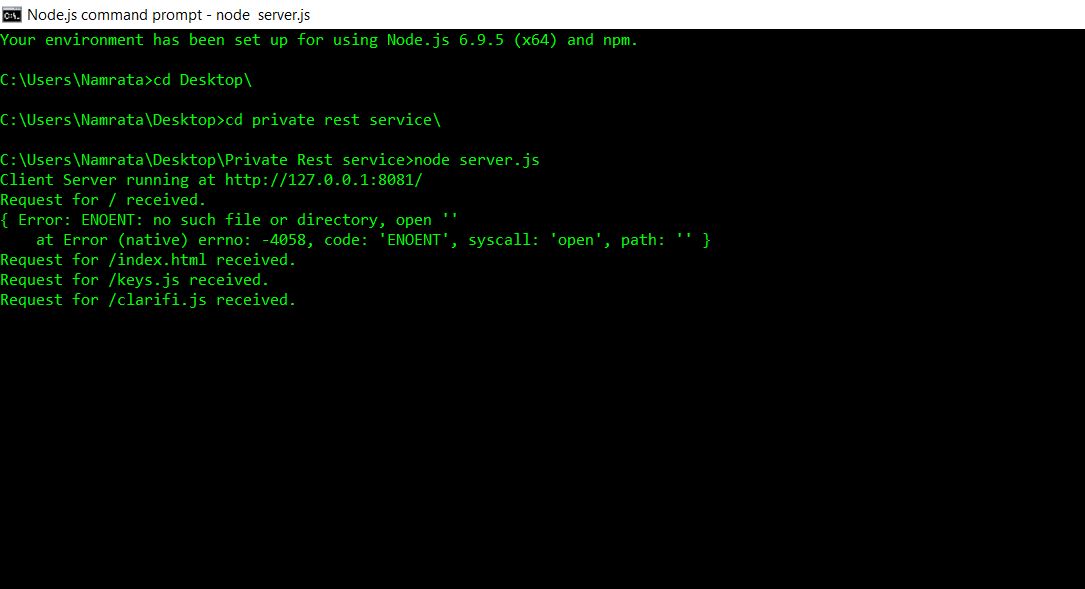 Node.js command prompt - node  server.js
Your environment has been set up for using Node.js 6.9.5 (x64) and npm.
C:\Users\Namrata>cd Desktop\
C:\Users\Namrata\Desktop>cd private rest service\
C:\Users\Namrata\Desktop\Private Rest service>node server.js
Client Server running at http://127.0.0.1:8081/
Request for / received.
{ Error: ENOENT: no such file or directory, open ''
    at Error (native) errno: -4058, code: 'ENOENT', syscall: 'open', path: '' }
Request for /index.html received.
Request for /keys.js received.
Request for /clarifi.js received.